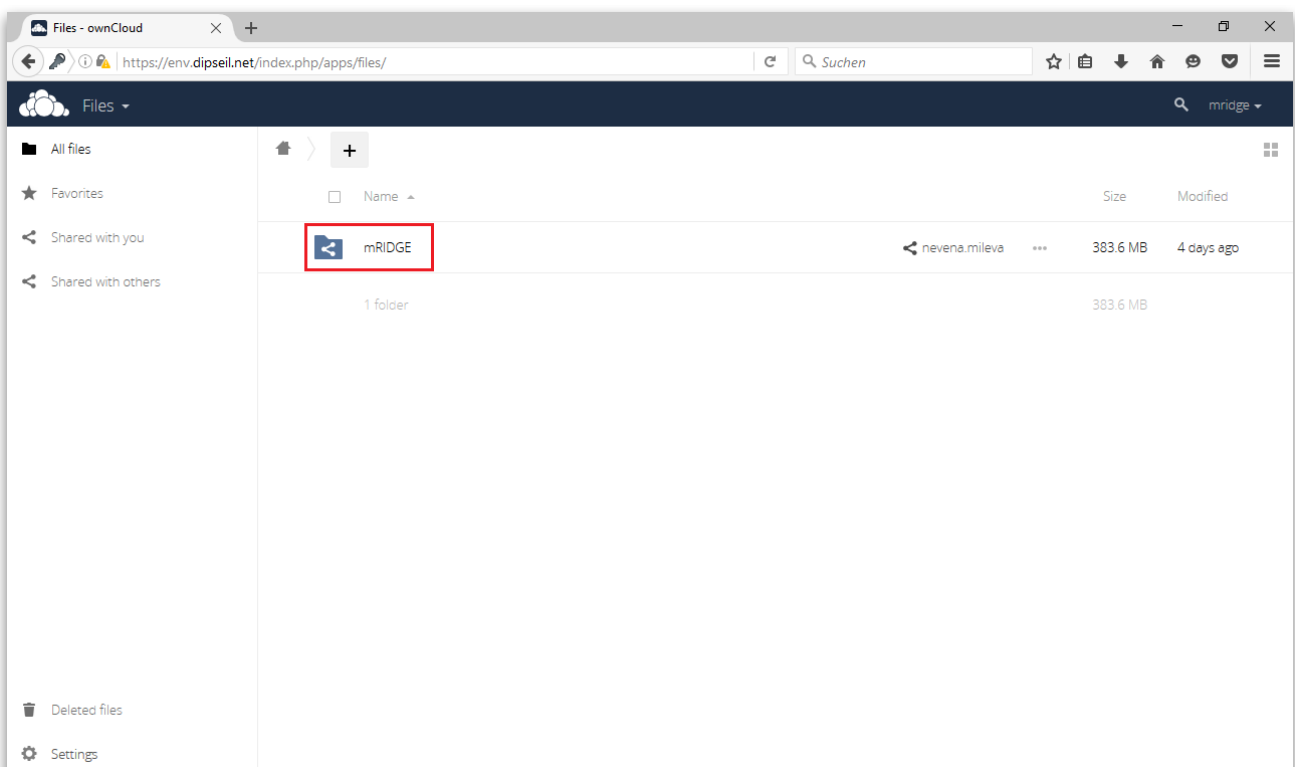 Files - ownCloud
https://env.dipseil.net/index.php/apps/files/ Suchen
Files mridge
All files
Favorites
Shared with you
Shared with others
Name Size Modified
mRIDGE nevena.mileva ... 383.6 MB 4 days ago
1 folder 383.6 MB
Deleted files
Settings